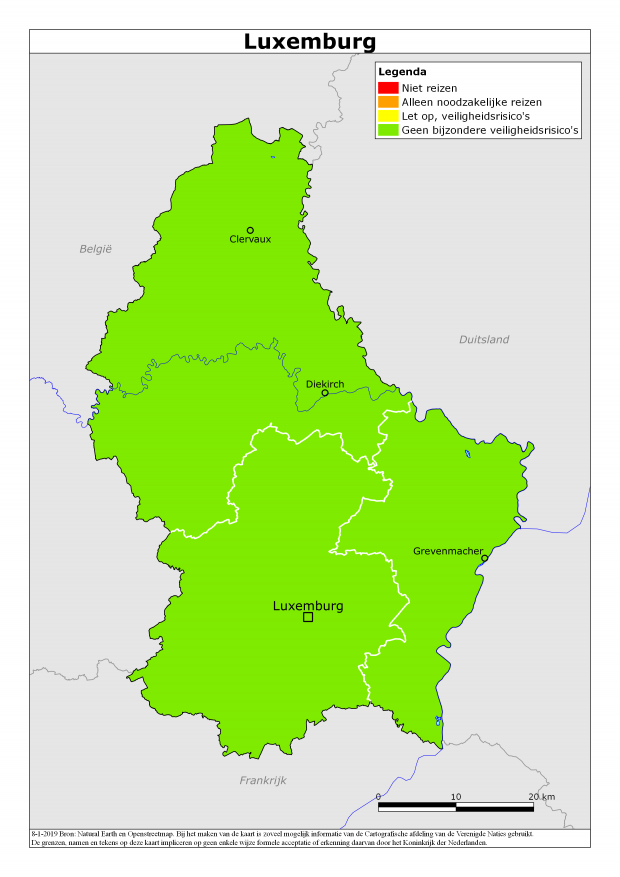 Luxemburg
Legenda
Niet reizen
Alleen noodzakelijke reizen
Let op, veiligheidsrisico's
Geen bijzondere veiligheidsrisico's
Clervaux
België
Duitsland
Diekirch
Grevenmacher
Luxemburg
Frankrijk
0 10 20 km
8-1-2019 Bron: Natural Earth en Openstreetmap. Bij het maken van de kaart is zoveel mogelijk informatie van de Cartografische afdeling van de Verenigde Naties gebruikt.
De grenzen, namen en tekens op deze kaart impliceren op geen enkele wijze formele acceptatie of erkenning daarvan door het Koninkrijk der Nederlanden.